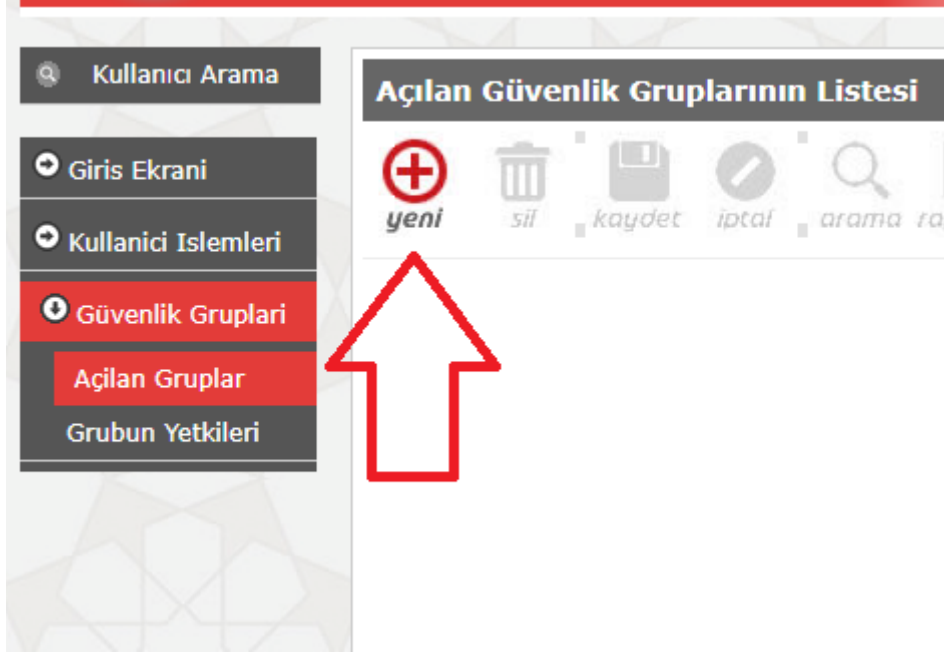 Kullanıcı Arama
Giris Ekrani
Kullanici Islemleri
Güvenlik Gruplari
Açilan Gruplar
Grubun Yetkileri
Açılan Güvenlik Gruplarının Listesi
yeni sil kaydet iptal arama